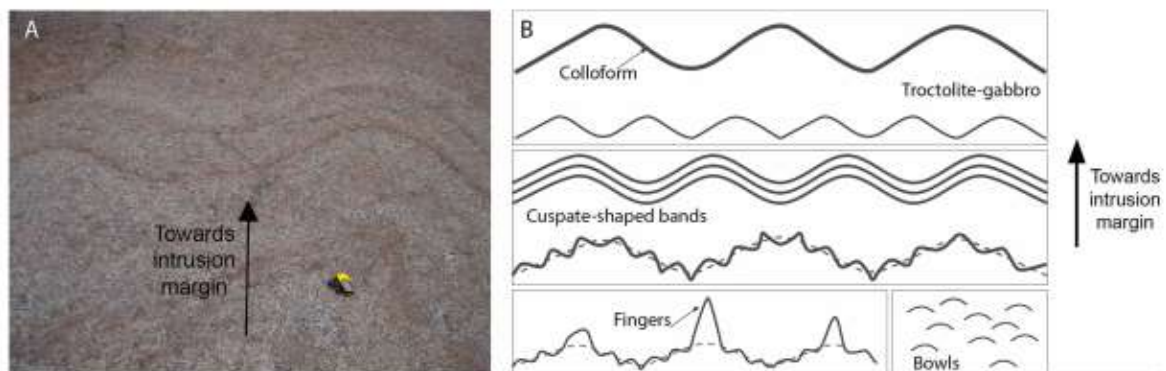 A
Towards
intrusion
margin
B
Colloform
Troctolite-gabbro
Cuspate-shaped bands
Fingers
Bowls
Towards
intrusion
margin